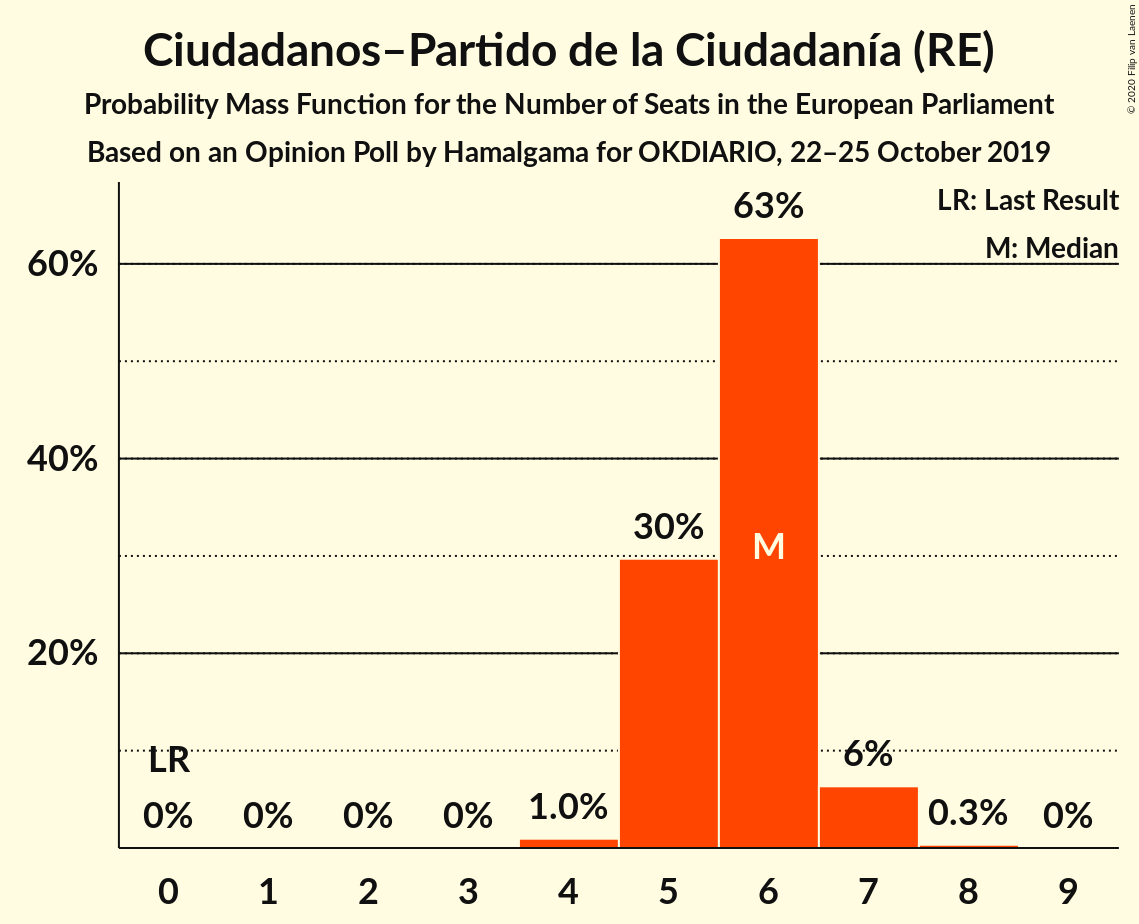 Ciudadanos–Partido de la Ciudadanía (RE)
Probability Mass Function for the Number of Seats in the European Parliament
Based on an Opinion Poll by Hamalgama for OKDIARIO, 22–25 October 2019
© 2020 Filip van Laenen
LR: Last Result
M: Median
63%
60%
40%
30%
M
20%
LR
6%
0% 0% 0% 0% 1.0% 0.3% 0%
0 1 2 3 4 5 6 7 8 9